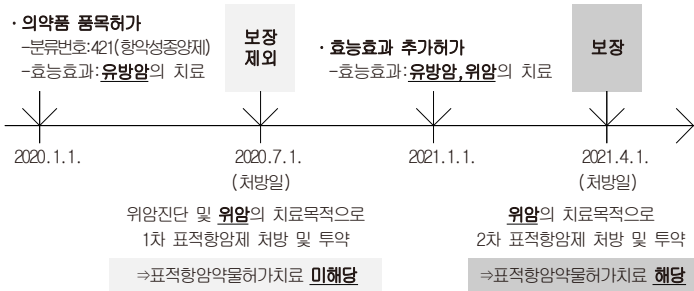 · 의약품 품목허가
-분류번호:421(항악성종양제)
-효능효과:유방암의 치료
보장
제외
· 효능효과 추가허가
-효능효과:유방암,위암의 치료
보장
2020.1.1.
2020.7.1.
(처방일)
2021.1.1.
2021.4.1.
(처방일)
위암진단 및 위암의 치료목적으로
1차 표적항암제 처방 및 투약
⇒표적항암약물허가치료 미해당
위암의 치료목적으로
2차 표적항암제 처방 및 투약
⇒표적항암약물허가치료 해당